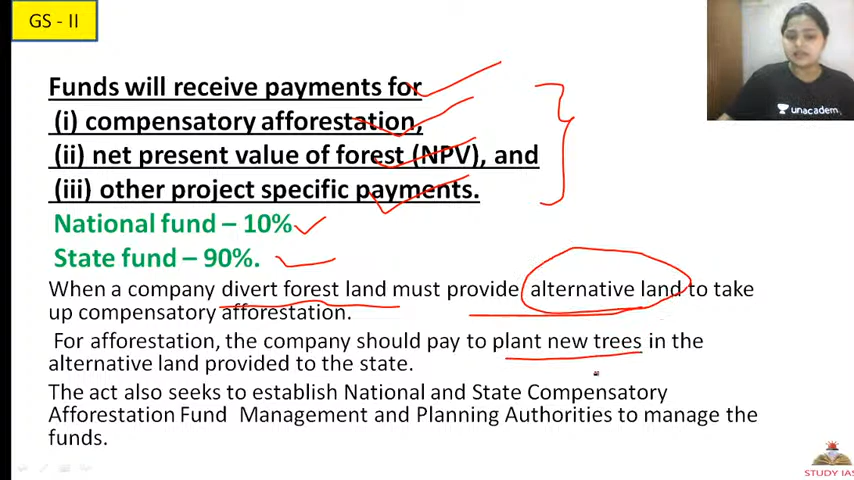 GS - II
Funds will receive payments for
(i) compensatory afforestation,
(ii) net present value of forest (NPV), and
(iii) other project specific payments.
National fund – 10%
State fund – 90%.
When a company divert forest land must provide alternative land to take
up compensatory afforestation.
For afforestation, the company should pay to plant new trees in the
alternative land provided to the state.
The act also seeks to establish National and State Compensatory
Afforestation Fund Management and Planning Authorities to manage the
funds.
unacadem
STUDY IAS